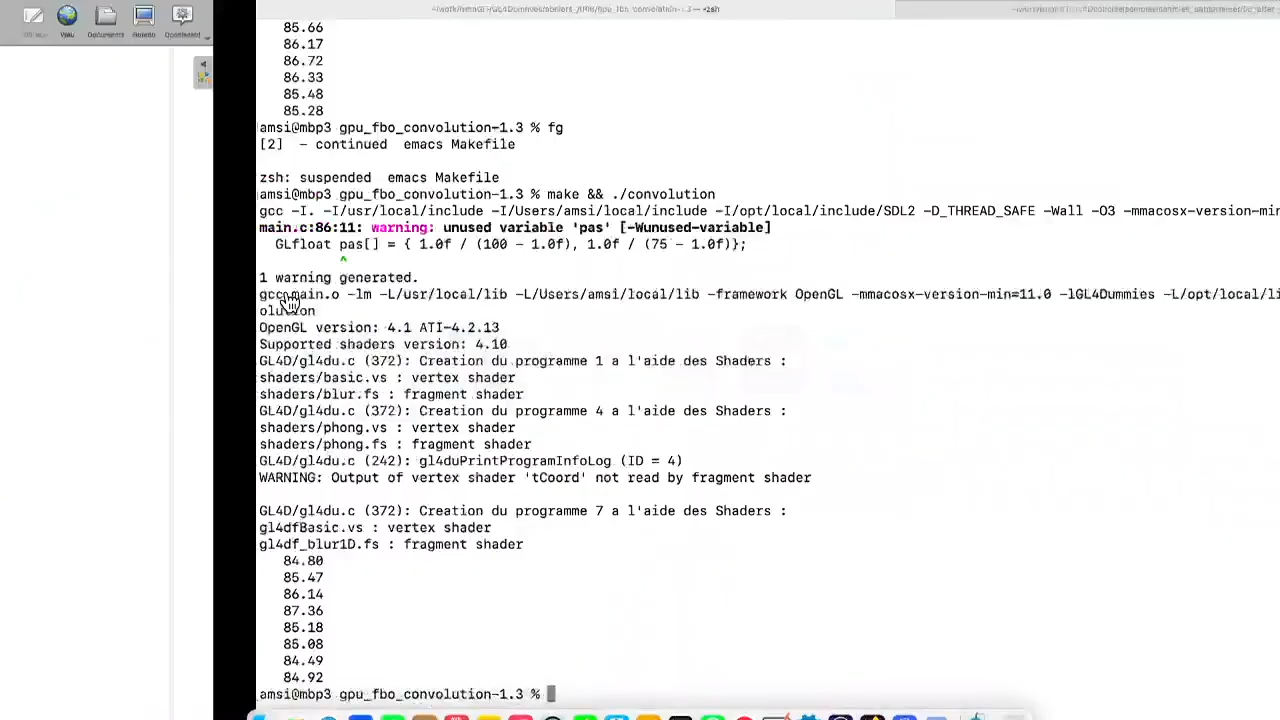 85.66
86.17
86.72
86.33
85.48
85.28
amsi@mbp3 gpu_fbo_convolution-1.3 % fg
[2]  - continued  emacs Makefile
zsh: suspended  emacs Makefile
amsi@mbp3 gpu_fbo_convolution-1.3 % make && ./convolution
gcc -I. -I/usr/local/include -I/Users/amsi/local/include -I/opt/local/include/SDL2 -D_THREAD_SAFE -Wall -O3 -mmacosx-version-min
main.c:86:11: warning: unused variable 'pas' [-Wunused-variable]
GLfloat pas[] = { 1.0f / (100 - 1.0f), 1.0f / (75 - 1.0f)};
^
1 warning generated.
gcc main.o -lm -L/usr/local/lib -L/Users/amsi/local/lib -framework OpenGL -mmacosx-version-min=11.0 -lGL4Dummies -L/opt/local/li
olution
OpenGL version: 4.1 ATI-4.2.13
Supported shaders version: 4.10
GL4D/gl4du.c (372): Creation du programme 1 a l'aide des Shaders :
shaders/basic.vs : vertex shader
shaders/blur.fs : fragment shader
GL4D/gl4du.c (372): Creation du programme 4 a l'aide des Shaders :
shaders/phong.vs : vertex shader
shaders/phong.fs : fragment shader
GL4D/gl4du.c (242): gl4duPrintProgramInfoLog (ID = 4)
WARNING: Output of vertex shader 'tCoord' not read by fragment shader
GL4D/gl4du.c (372): Creation du programme 7 a l'aide des Shaders :
gl4dfBasic.vs : vertex shader
gl4df_blur1D.fs : fragment shader
84.80
85.47
86.14
87.36
85.18
85.08
84.49
84.92
amsi@mbp3 gpu_fbo_convolution-1.3 %